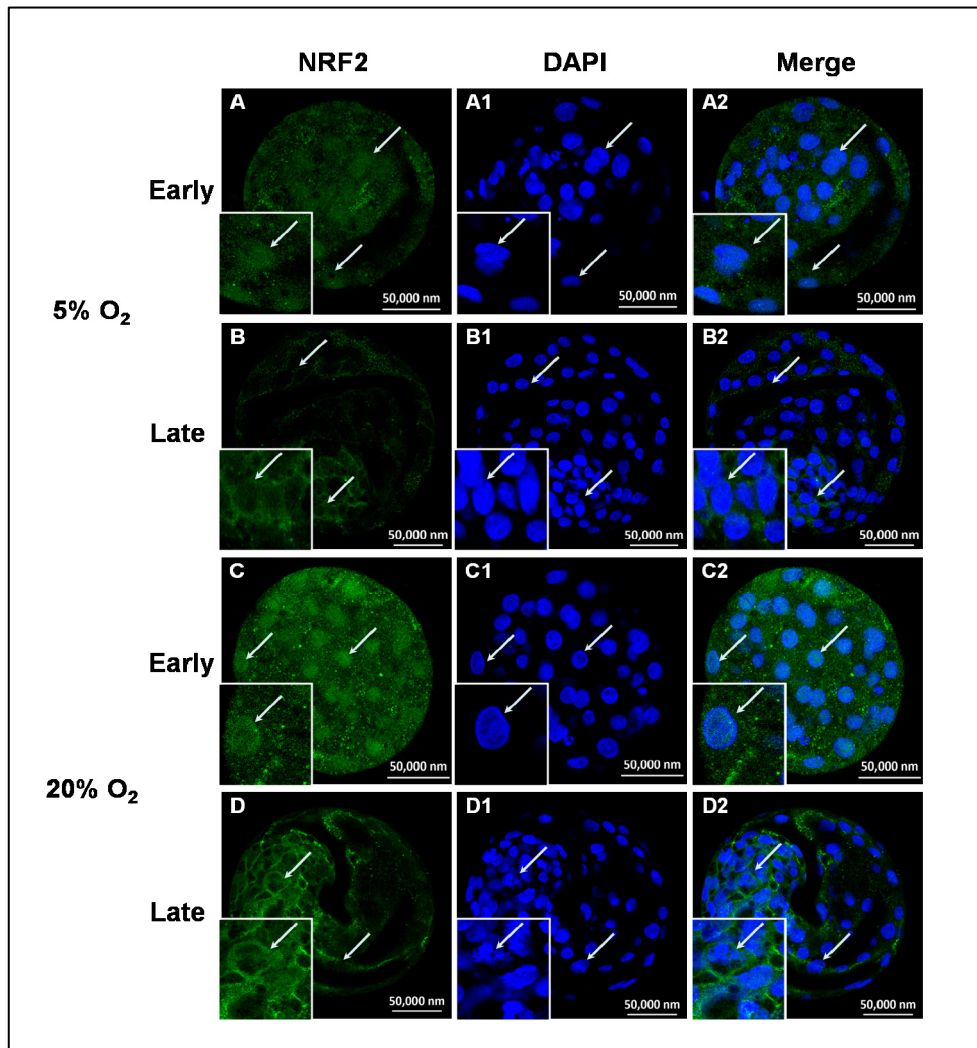 NRF2 DAPI Merge
A A1 A2
Early
50,000 nm 50,000 nm 50,000 nm
5% O₂
B B1 B2
Late
50,000 nm 50,000 nm 50,000 nm
C C1 C2
Early
50,000 nm 50,000 nm 50,000 nm
20% O₂
D D1 D2
Late
50,000 nm 50,000 nm 50,000 nm